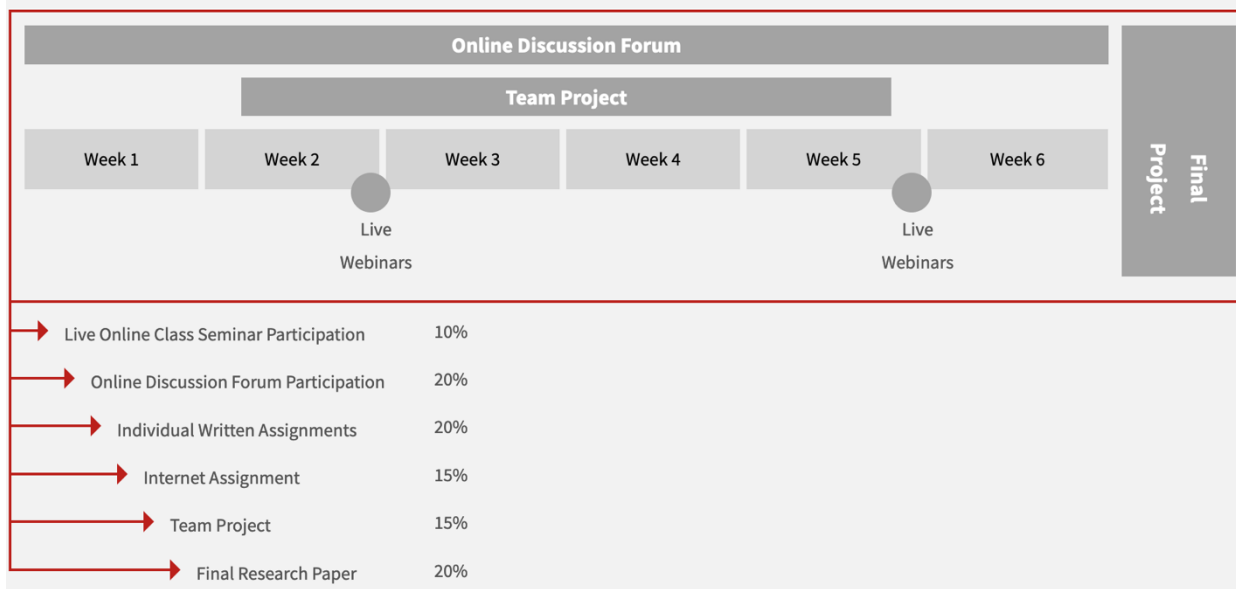 Online Discussion Forum
Team Project
Week 1 Week 2 Week 3 Week 4 Week 5 Week 6
Final
Project
Live
Webinars
Live
Webinars
Live Online Class Seminar Participation 10%
Online Discussion Forum Participation 20%
Individual Written Assignments 20%
Internet Assignment 15%
Team Project 15%
Final Research Paper 20%